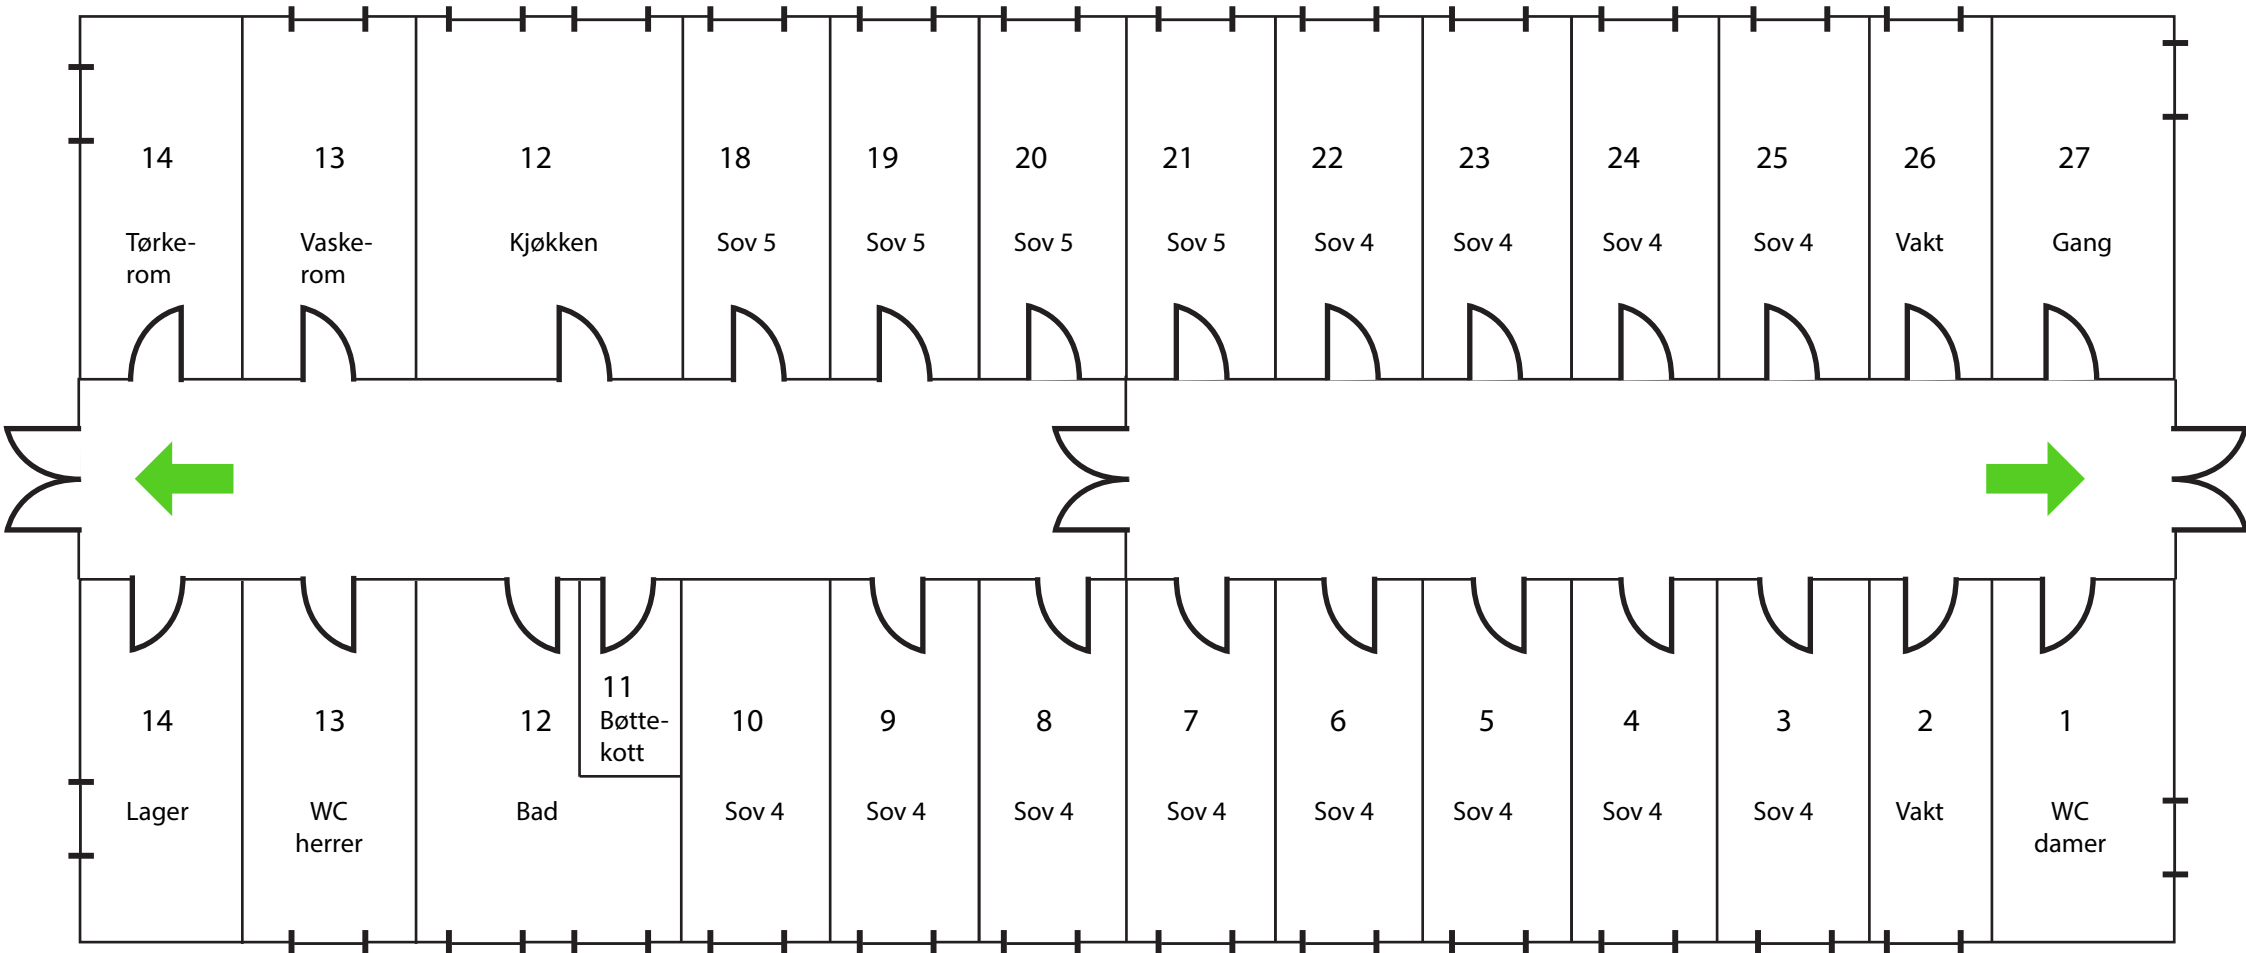 14 13 12 18 19 20 21 22 23 24 25 26 27
Tørke- Vaske- Kjøkken Sov 5 Sov 5 Sov 5 Sov 5 Sov 4 Sov 4 Sov 4 Sov 4 Vakt Gang
rom rom
11
14 13 12 Bøtte- 10 9 8 7 6 5 4 3 2 1
kott
Lager WC Bad Sov 4 Sov 4 Sov 4 Sov 4 Sov 4 Sov 4 Sov 4 Sov 4 Vakt WC
herrer damer